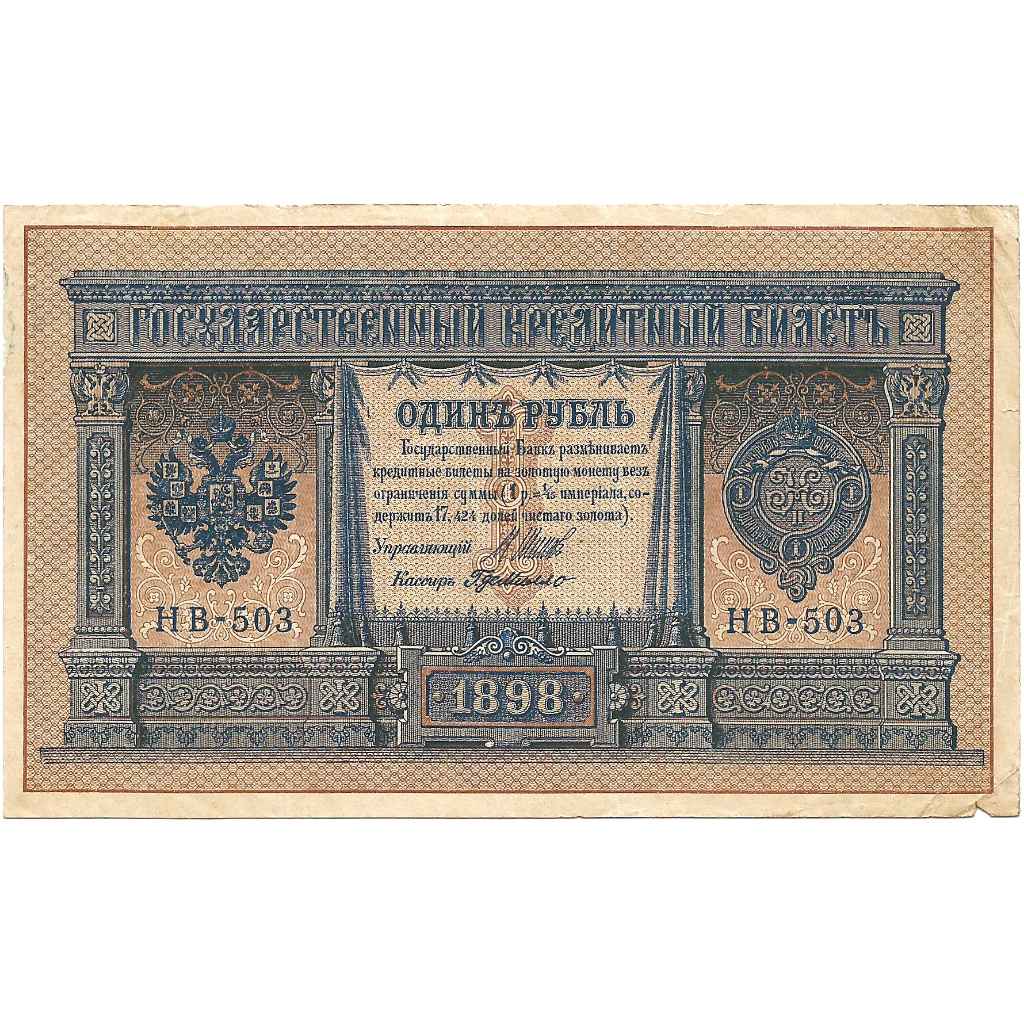 ГОСУДАРСТВЕННЫЙ КРЕДИТНЫЙ БИЛЕТЪ
ОДИНЪ РУБЛЬ
Государственный Банкъ размѣниваетъ
кредитные билеты на золотую монету безъ
ограниченія суммы (1 р.= 1/15 имперіала, со-
держитъ 17,424 долей чистаго золота).
Управляющій
Кассиръ
НВ-503
НВ-503
1898